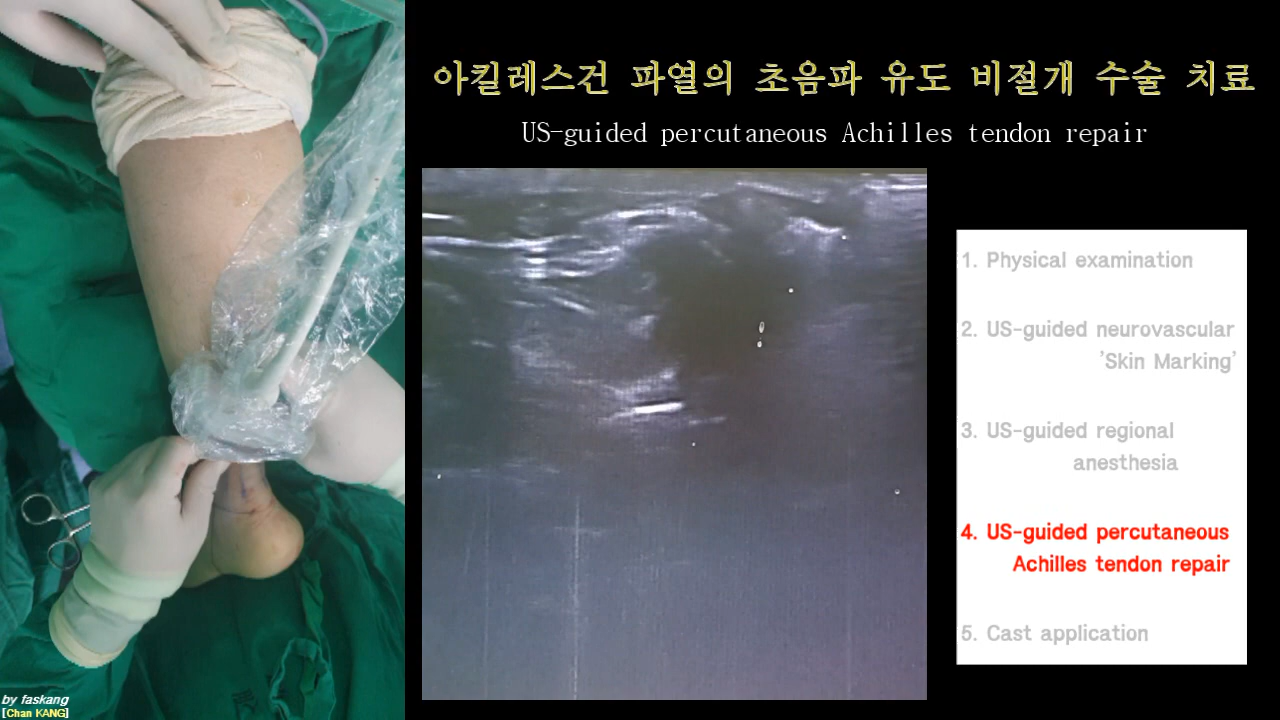 아킬레스건 파열의 초음파 유도 비절개 수술 치료
US-guided percutaneous Achilles tendon repair
1. Physical examination
2. US-guided neurovascular
'Skin Marking'
3. US-guided regional
anesthesia
4. US-guided percutaneous
Achilles tendon repair
5. Cast application
by faskang
[Chan KANG]